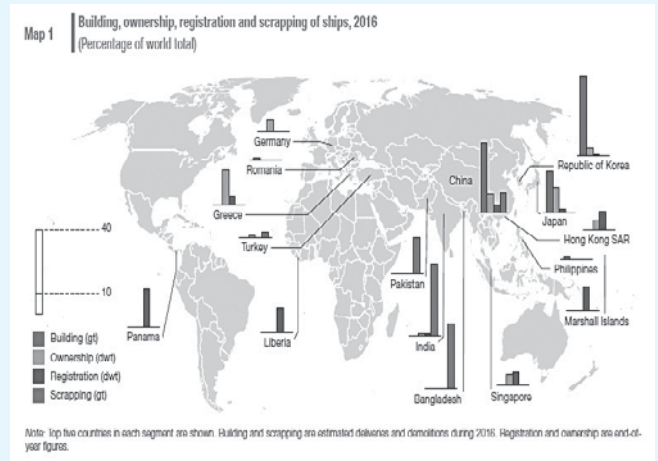 Map 1
Building, ownership, registration and scrapping of ships, 2016
(Percentage of world total)
Germany
Romania
Greece
Turkey
China
Republic of Korea
Japan
Hong Kong SAR
Philippines
Marshall Islands
Pakistan
India
Bangladesh
Singapore
Liberia
Panama
40
10
Building (gt)
Ownership (dwt)
Registration (dwt)
Scrapping (gt)
Note: Top five countries in each segment are shown. Building and scrapping are estimated deliveries and demolitions during 2016. Registration and ownership are end-of-
year figures.